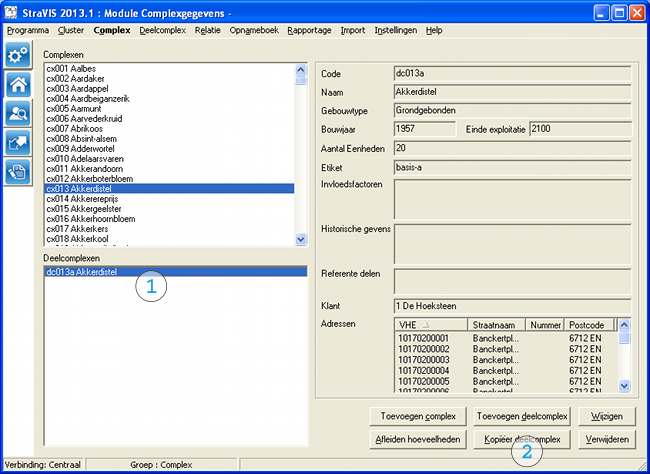 StraVIS 2013.1 : Module Complexgegevens -
Programma Cluster Complex Deelcomplex Relatie Opnameboek Rapportage Import Instellingen Help
Complexen
cx001 Aalbes
cx002 Aardaker
cx003 Aardappel
cx004 Aardbeiganzerik
cx005 Aarmunt
cx006 Aarvederkruid
cx007 Abrikoos
cx008 Absint-alsem
cx009 Adderwortel
cx010 Adelaarsvaren
cx011 Akkerandoorn
cx012 Akkerboterbloem
cx013 Akkerdistel
cx014 Akkerereprijs
cx015 Akkergeelster
cx016 Akkerhoornbloem
cx017 Akkerkers
cx018 Akkerkool
Deelcomplexen
dc013a Akkerdistel
1
Code dc013a
Naam Akkerdistel
Gebouwtype Grondgebonden
Bouwjaar 1957 Einde exploitatie 2100
Aantal Eenheden 20
Etiket basis-a
Invloedsfactoren
Historische gevens
Referente delen
Klant 1 De Hoeksteen
Adressen
VHE Straatnaam Nummer Postcode
10170200001 Banckertpl... 6712 EN
10170200002 Banckertpl... 6712 EN
10170200003 Banckertpl... 6712 EN
10170200004 Banckertpl... 6712 EN
10170200005 Banckertpl... 6712 EN
10170200006 Banckertpl... 6712 EN
Toevoegen complex Toevoegen deelcomplex Wijzigen
Afleiden hoeveelheden Kopiëer deelcomplex Verwijderen
2
Verbinding: Centraal Groep : Complex